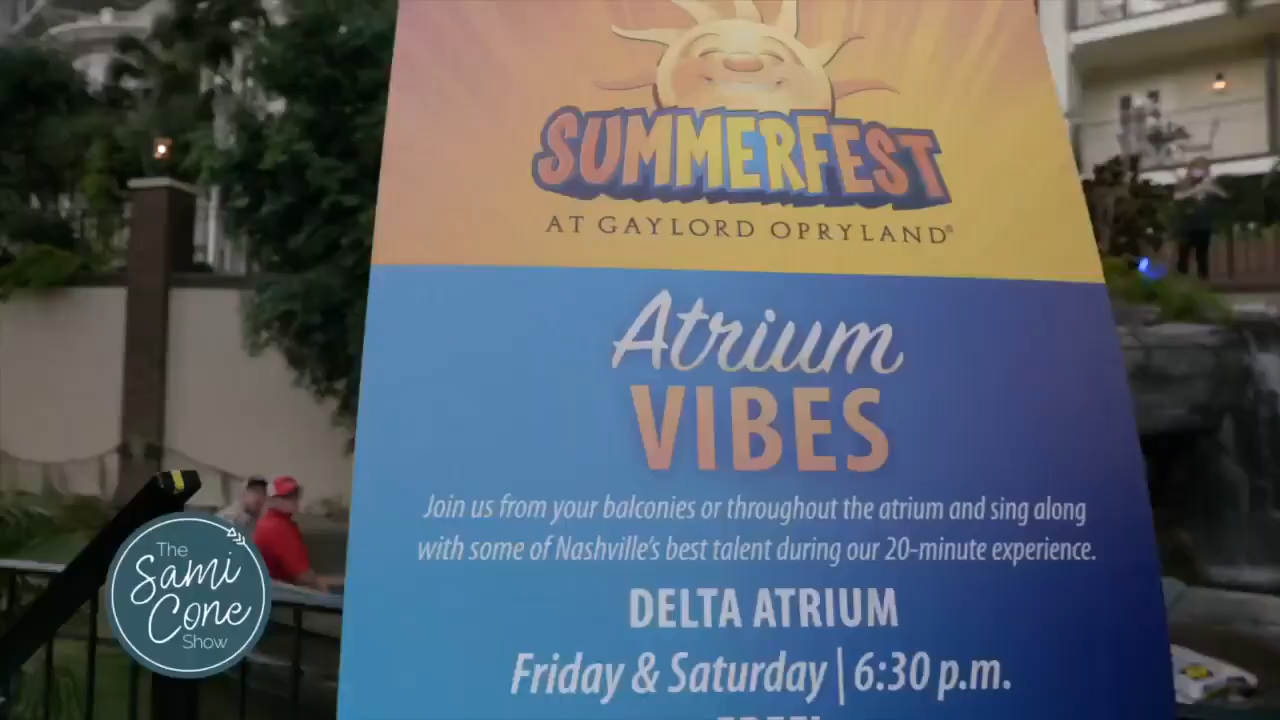 SUMMERFEST
AT GAYLORD OPRYLAND®
Atrium
VIBES
Join us from your balconies or throughout the atrium and sing along
with some of Nashville's best talent during our 20-minute experience.
DELTA ATRIUM
Friday & Saturday | 6:30 p.m.
FREE!
The
Sami
Cone
Show